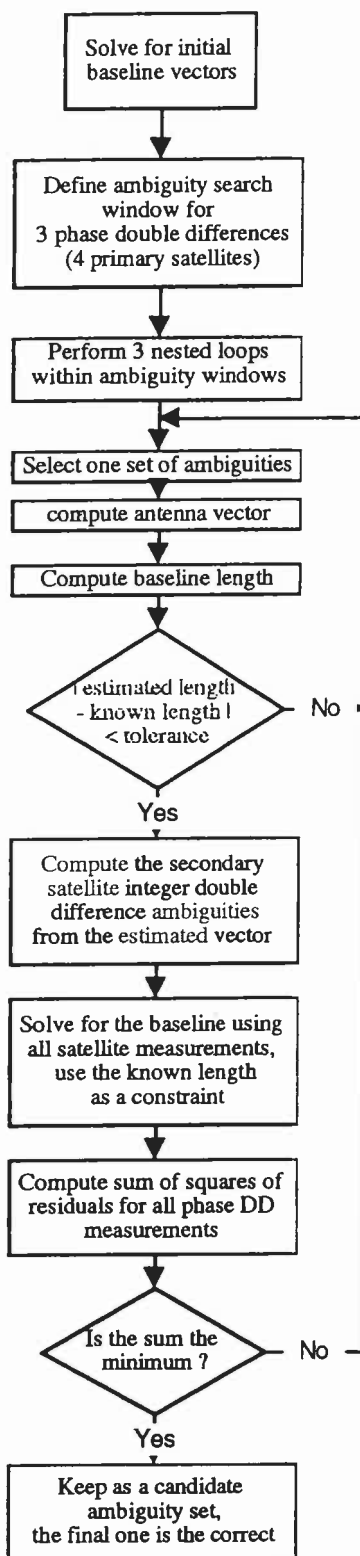 Solve for initial
baseline vectors
Define ambiguity search
window for
3 phase double differences
(4 primary satellites)
Perform 3 nested loops
within ambiguity windows
Select one set of ambiguities
compute antenna vector
Compute baseline length
| estimated length
- known length |
< tolerance
No
Yes
Compute the secondary
satellite integer double
difference ambiguities
from the estimated vector
Solve for the baseline using
all satellite measurements,
use the known length
as a constraint
Compute sum of squares of
residuals for all phase DD
measurements
Is the sum the
minimum ?
No
Yes
Keep as a candidate
ambiguity set,
the final one is the correct